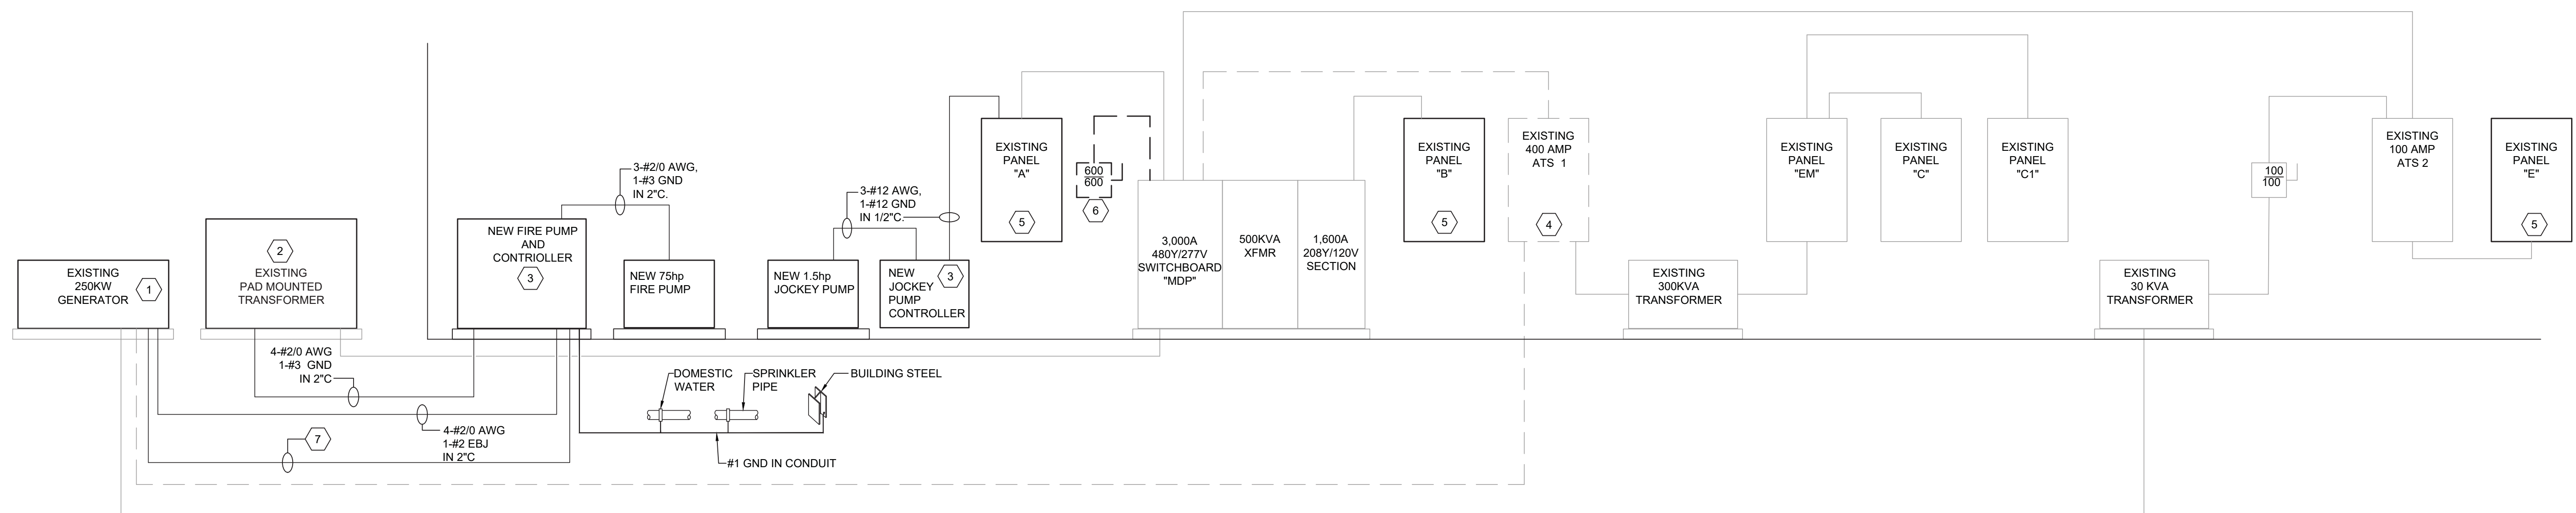 EXISTING
250KW
GENERATOR
1
2
EXISTING
PAD MOUNTED
TRANSFORMER
NEW FIRE PUMP
AND
CONTRIOLLER
3
3-#2/0 AWG,
1-#3 GND
IN 2"C.
NEW 75hp
FIRE PUMP
3-#12 AWG,
1-#12 GND
IN 1/2"C.
NEW 1.5hp
JOCKEY PUMP
NEW
JOCKEY
PUMP
CONTROLLER
3
EXISTING
PANEL
"A"
5
600
600
6
3,000A
480Y/277V
SWITCHBOARD
"MDP"
500KVA
XFMR
1,600A
208Y/120V
SECTION
EXISTING
PANEL
"B"
5
EXISTING
400 AMP
ATS 1
4
EXISTING
300KVA
TRANSFORMER
EXISTING
PANEL
"EM"
EXISTING
PANEL
"C"
EXISTING
PANEL
"C1"
EXISTING
30 KVA
TRANSFORMER
100
100
EXISTING
100 AMP
ATS 2
EXISTING
PANEL
"E"
5
4-#2/0 AWG
1-#3 GND
IN 2"C
4-#2/0 AWG
1-#2 EBJ
IN 2"C
7
DOMESTIC
WATER
SPRINKLER
PIPE
BUILDING STEEL
#1 GND IN CONDUIT